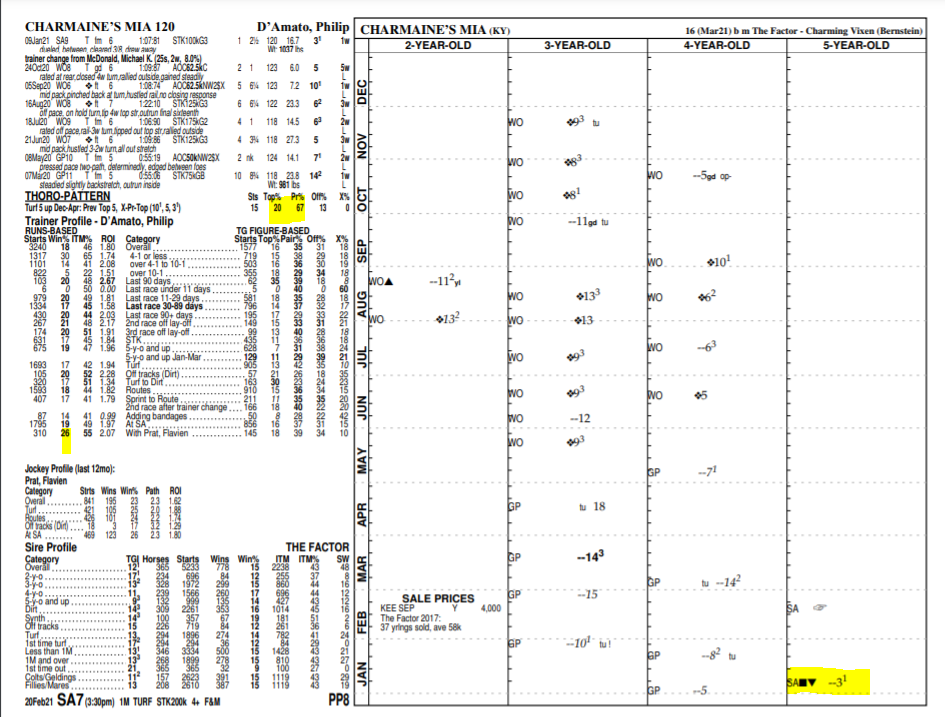 CHARMAINE'S MIA 120 D'Amato, Philip
09Jan21 SA9 T fm 6 1:07:81 STK100kG3 1 2½ 120 16.7 3¹ 1w
dueled, between, cleared 3/8, drew away Wt: 1037 lbs
trainer change from McDonald, Michael K. (25s, 2w, 8.0%)
24Oct20 WO8 T gd 6 1:09:87 AOC62.5kC 2 1 123 6.0 5 5w
rated at rear,closed 4w turn,rallied outside,gained steadily L
05Sep20 WO6 ❖ ft 6 1:08:74 AOC62.5kNW2$X 5 6¼ 123 7.2 10¹ 1w
mid pack,pinched back at turn,hustled rail,no closing response L
16Aug20 WO8 ❖ ft 7 1:22:10 STK125kG3 6 6¼ 122 23.3 6² 3w
off pace, on hold turn,tip 4w top str,outrun final sixteenth L
18Jul20 WO9 T fm 6 1:06:90 STK175kG2 4 1 118 14.5 6³ 2w
rated off pace,rail-3w turn,tipped out top str,rallied outside L
21Jun20 WO7 ❖ ft 6 1:09:86 STK125kG3 4 3¾ 118 27.3 5 3w
mid pack,hustled 3-2w turn,all out stretch L
08May20 GP10 T fm 5 0:55:19 AOC50kNW2$X 2 nk 124 14.1 7¹ 2w
pressed pace two-path, determinedly, edged between foes L
07Mar20 GP11 T fm 5 0:55:06 STK75kGB 10 8¾ 118 23.8 14² 1w
steadied slightly backstretch, outrun inside Wt: 981 lbs L
THORO-PATTERN Sts Top% Pr% Off% X%
Turf 5 up Dec-Apr: Prev Top 5, X-Pr-Top (10¹, 5, 3¹) 15 20 67 13 0
Trainer Profile - D'Amato, Philip
RUNS-BASED TG FIGURE-BASED
Starts Win% ITM% ROI Category Starts Top% Pair% Off% X%
3240 18 46 1.80 Overall 1577 16 35 31 18
1317 30 65 1.74 4-1 or less 719 15 38 29 18
1101 14 41 2.08 over 4-1 to 10-1 503 16 36 30 19
822 5 22 1.51 over 10-1 355 18 29 34 18
103 20 48 2.67 Last 90 days 62 35 39 18 8
6 0 50 0.00 Last race under 11 days 5 0 40 0 60
979 20 49 1.81 Last race 11-29 days 581 18 35 28 18
1334 17 45 1.58 Last race 30-89 days 796 14 37 32 17
430 20 44 2.03 Last race 90+ days 195 17 29 33 22
267 21 48 2.17 2nd race off lay-off 149 15 33 31 21
174 20 51 1.91 3rd race off lay-off 99 13 40 28 18
631 17 45 1.84 STK 435 11 36 36 18
675 19 47 1.96 5-y-o and up 628 7 31 38 24
5-y-o and up Jan-Mar 129 11 29 39 21
1693 17 42 1.94 Turf 905 13 42 35 10
105 20 52 2.28 Off tracks (Dirt) 57 21 26 18 35
320 17 51 1.34 Turf to Dirt 163 30 23 24 23
1593 18 44 1.82 Routes 910 15 36 34 15
407 17 41 1.79 Sprint to Route 211 11 35 35 20
2nd race after trainer change 166 18 40 22 20
87 14 41 0.99 Adding bandages 50 8 28 22 42
1795 19 49 1.97 At SA 856 16 37 31 15
310 26 55 2.07 With Prat, Flavien 145 18 39 34 10
Jockey Profile (last 12mo):
Prat, Flavien
Category Strts Wins Win% Path ROI
Overall 841 195 23 2.3 1.62
Turf 421 105 25 2.0 1.88
Routes 426 101 24 2.2 1.74
Off tracks (Dirt) 18 3 17 3.2 1.29
At SA 469 123 26 2.3 1.80
Sire Profile THE FACTOR
Category TGI Horses Starts Wins Win% ITM ITM% SW
Overall 12¹ 365 5233 778 15 2238 43 48
2-y-o 17¹ 234 696 84 12 255 37 8
3-y-o 13² 328 1972 299 15 860 44 16
4-y-o 11 239 1566 260 17 696 44 12
5-y-o and up 9³ 132 999 135 14 427 43 12
Dirt 14³ 309 2261 353 16 1014 45 16
Synth 14³ 100 357 67 19 181 51 2
Off tracks 15 226 719 84 12 261 36 6
Turf 13 294 1896 274 14 782 41 24
1st time turf 17² 294 294 36 12 84 29 0
Less than 1M 13¹ 346 3334 500 15 1428 43 21
1M and over 13³ 268 1899 278 15 810 43 27
1st time out 21 365 365 32 9 100 27 0
Colts/Geldings 11² 157 2623 391 15 1119 43 29
Fillies/Mares 13 208 2610 387 15 1119 43 19
20Feb21 SA7 (3:30pm) 1M TURF STK200k 4+ F&M PP8
CHARMAINE'S MIA (KY) 16 (Mar21) b m The Factor - Charming Vixen (Bernstein)
2-YEAR-OLD 3-YEAR-OLD 4-YEAR-OLD 5-YEAR-OLD
DEC
NOV
WO ❖9³ tu
WO ❖8³
WO --5gd op-
OCT
WO ❖8¹
WO --11gd tu
SEP
WO ❖10¹
WO▲ --11²yl
AUG
WO ❖13³ WO ❖6²
WO ❖13² WO ❖13
JUL
WO ❖9³ WO --6³
JUN
WO ❖9³ WO ❖5
WO --12
WO ❖9³
MAY
GP --7¹
APR
GP tu 18
MAR
GP --14³
GP tu --14²
GP --15
SALE PRICES
KEE SEP Y 4,000
The Factor 2017:
37 yrlngs sold, ave 58k
FEB
SA ☞
GP --10¹ tu!
GP --8² tu
JAN
SA■▼ --3¹
GP --5